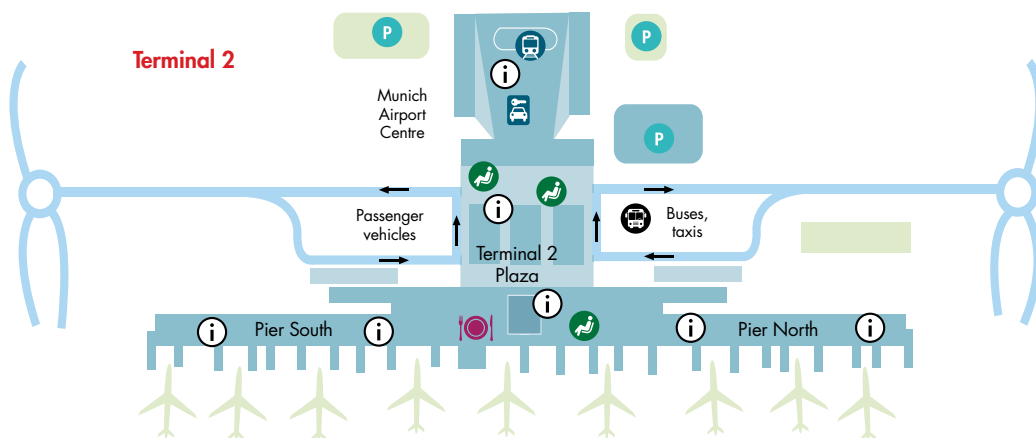 P
P
Terminal 2
i
Munich
Airport
Centre
P
i
Passenger
vehicles
Buses,
taxis
Terminal 2
Plaza
i
i
Pier South
i
i
Pier North
i